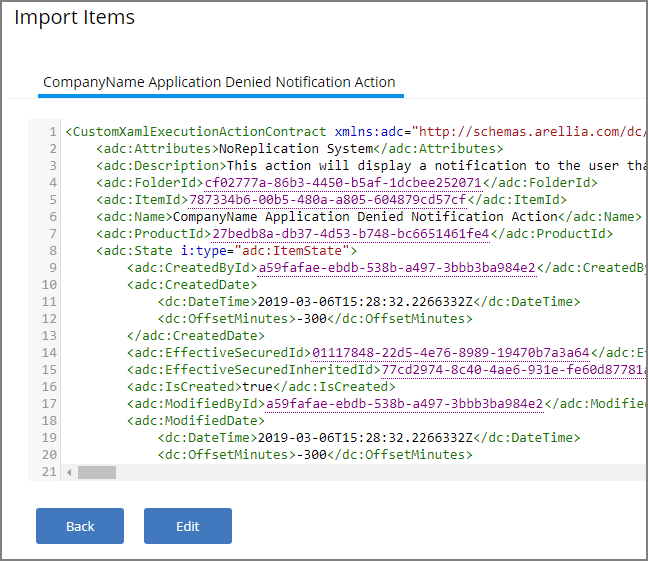 Import Items
CompanyName Application Denied Notification Action
1 <CustomXamlExecutionActionContract xmlns:adc="http://schemas.arellia.com/dc/
2 <adc:Attributes>NoReplication System</adc:Attributes>
3 <adc:Description>This action will display a notification to the user tha
4 <adc:FolderId>cf02777a-86b3-4450-b5af-1dcbee252071</adc:FolderId>
5 <adc:ItemId>787334b6-00b5-480a-a805-604879cd57cf</adc:ItemId>
6 <adc:Name>CompanyName Application Denied Notification Action</adc:Name>
7 <adc:ProductId>27bedb8a-db37-4d53-b748-bc6651461fe4</adc:ProductId>
8 <adc:State i:type="adc:ItemState">
9 <adc:CreatedById>a59fafae-ebdb-538b-a497-3bbb3ba984e2</adc:CreatedBy
10 <adc:CreatedDate>
11 <dc:DateTime>2019-03-06T15:28:32.2266332Z</dc:DateTime>
12 <dc:OffsetMinutes>-300</dc:OffsetMinutes>
13 </adc:CreatedDate>
14 <adc:EffectiveSecuredId>01117848-22d5-4e76-8989-19470b7a3a64</adc:Ef
15 <adc:EffectiveSecuredInheritedId>77cd2974-8c40-4ae6-931e-fe60d87781a
16 <adc:IsCreated>true</adc:IsCreated>
17 <adc:ModifiedById>a59fafae-ebdb-538b-a497-3bbb3ba984e2</adc:Modified
18 <adc:ModifiedDate>
19 <dc:DateTime>2019-03-06T15:28:32.2266332Z</dc:DateTime>
20 <dc:OffsetMinutes>-300</dc:OffsetMinutes>
21
Back
Edit